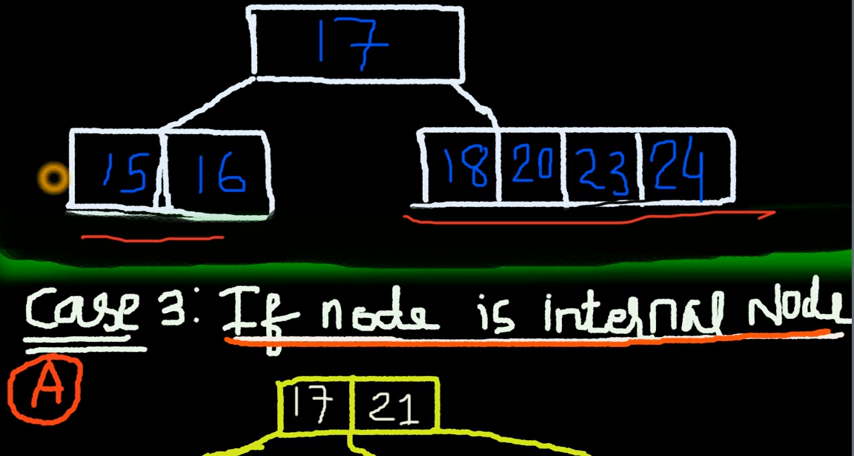 17
15 16 18 20 23 24
Case 3: If node is internal Node
A
17 21